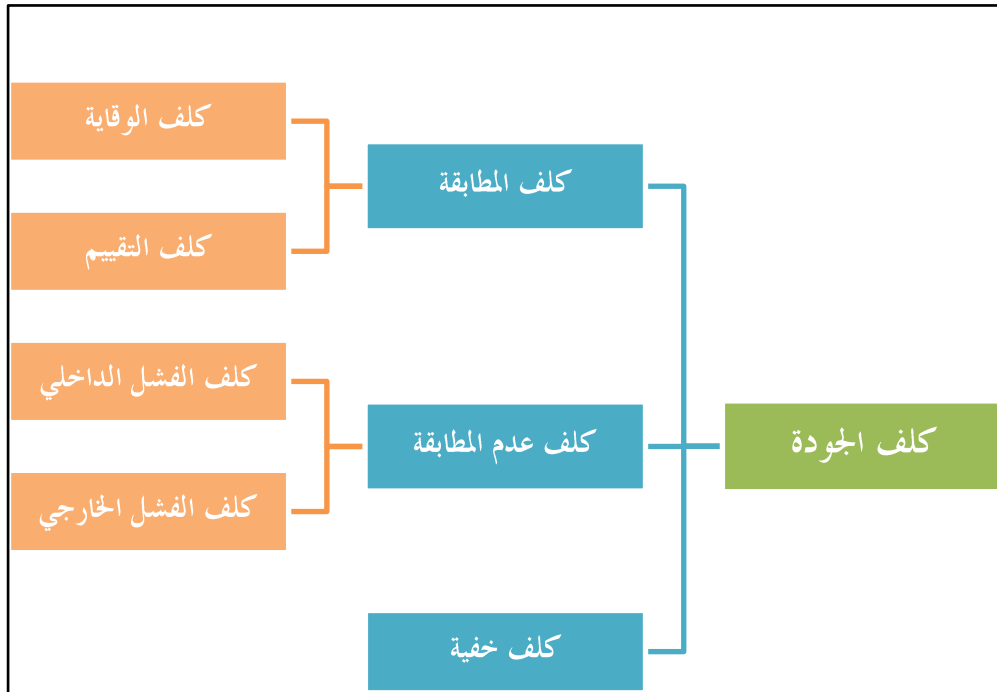 كلف الجودة
كلف المطابقة
كلف الوقاية
كلف التقييم
كلف عدم المطابقة
كلف الفشل الداخلي
كلف الفشل الخارجي
كلف خفية